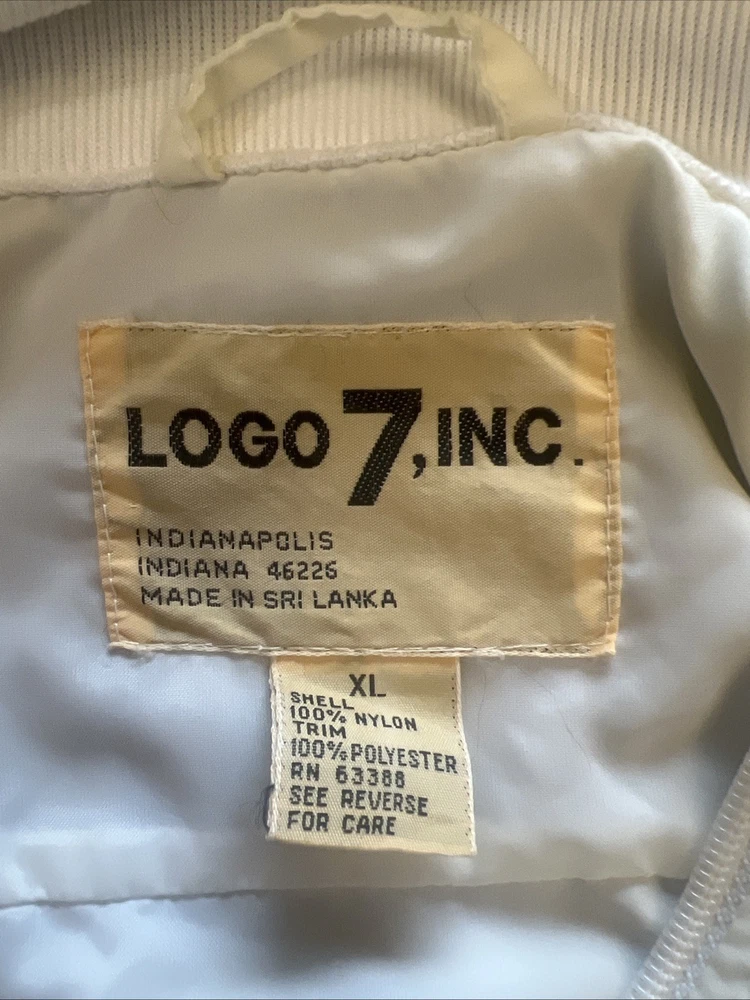 LOGO 7, INC.
INDIANAPOLIS
INDIANA 46226
MADE IN SRI LANKA
XL
SHELL
100% NYLON
TRIM
100% POLYESTER
RN 63388
SEE REVERSE
FOR CARE